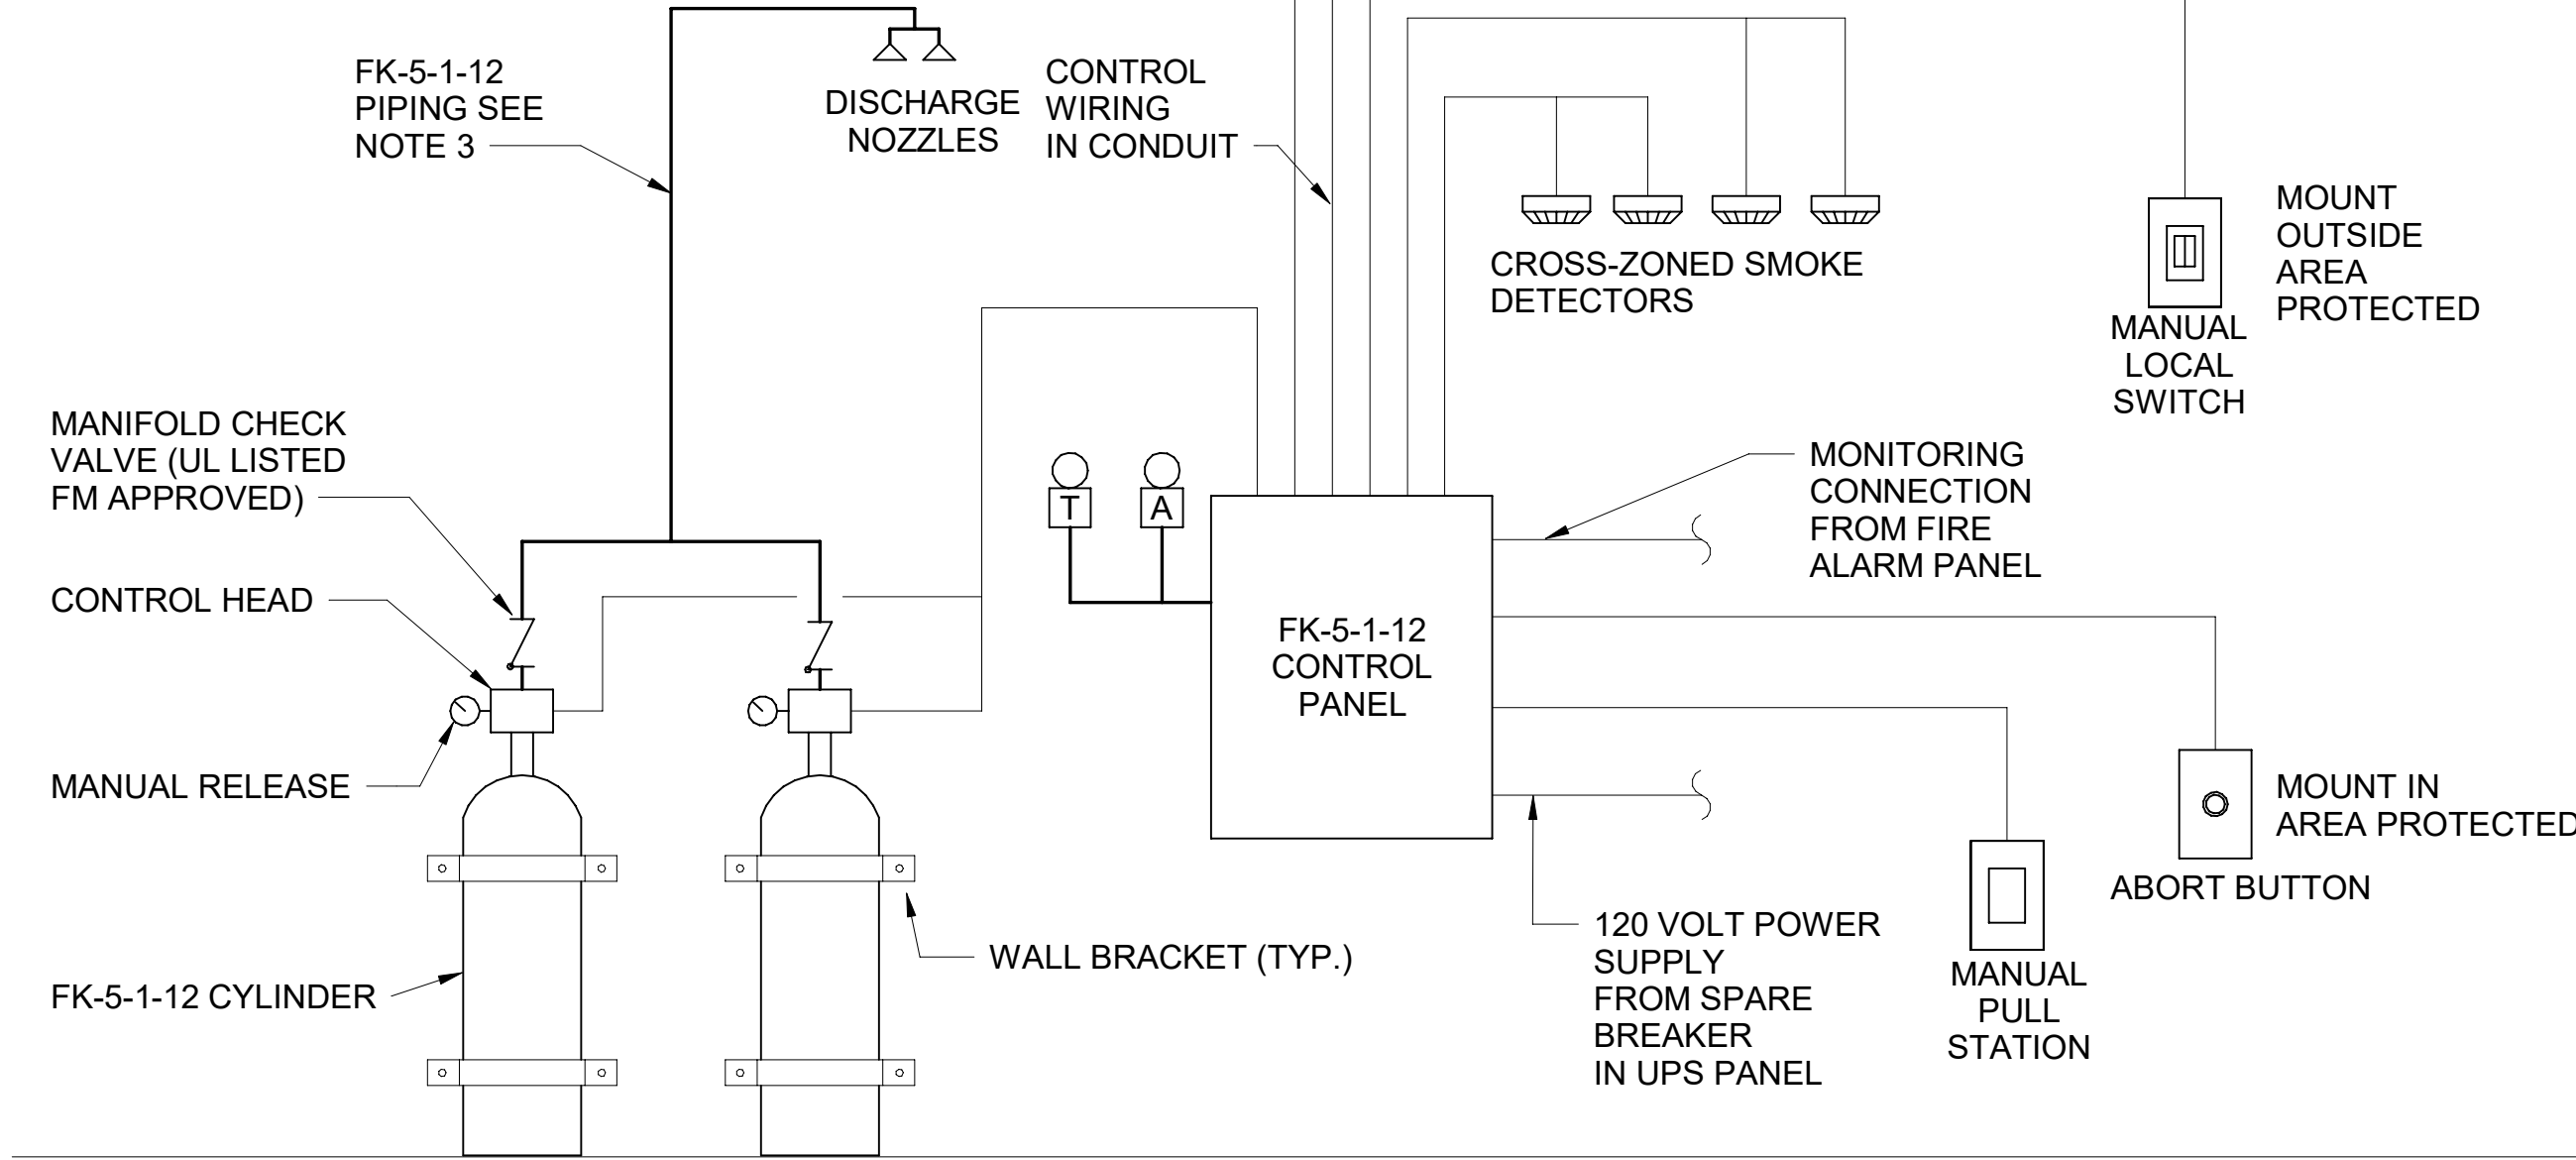 FK-5-1-12
PIPING SEE
NOTE 3
DISCHARGE
NOZZLES
CONTROL
WIRING
IN CONDUIT
CROSS-ZONED SMOKE
DETECTORS
MOUNT
OUTSIDE
AREA
PROTECTED
MANUAL
LOCAL
SWITCH
MANIFOLD CHECK
VALVE (UL LISTED
FM APPROVED)
T
A
MONITORING
CONNECTION
FROM FIRE
ALARM PANEL
CONTROL HEAD
FK-5-1-12
CONTROL
PANEL
MANUAL RELEASE
MOUNT IN
AREA PROTECTED
ABORT BUTTON
WALL BRACKET (TYP.)
120 VOLT POWER
SUPPLY
FROM SPARE
BREAKER
IN UPS PANEL
MANUAL
PULL
STATION
FK-5-1-12 CYLINDER